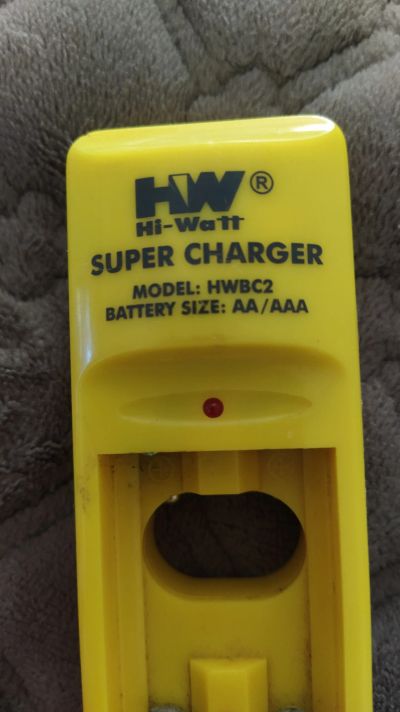 HW®
Hi-Watt
SUPER CHARGER
MODEL: HWBC2
BATTERY SIZE: AA/AAA